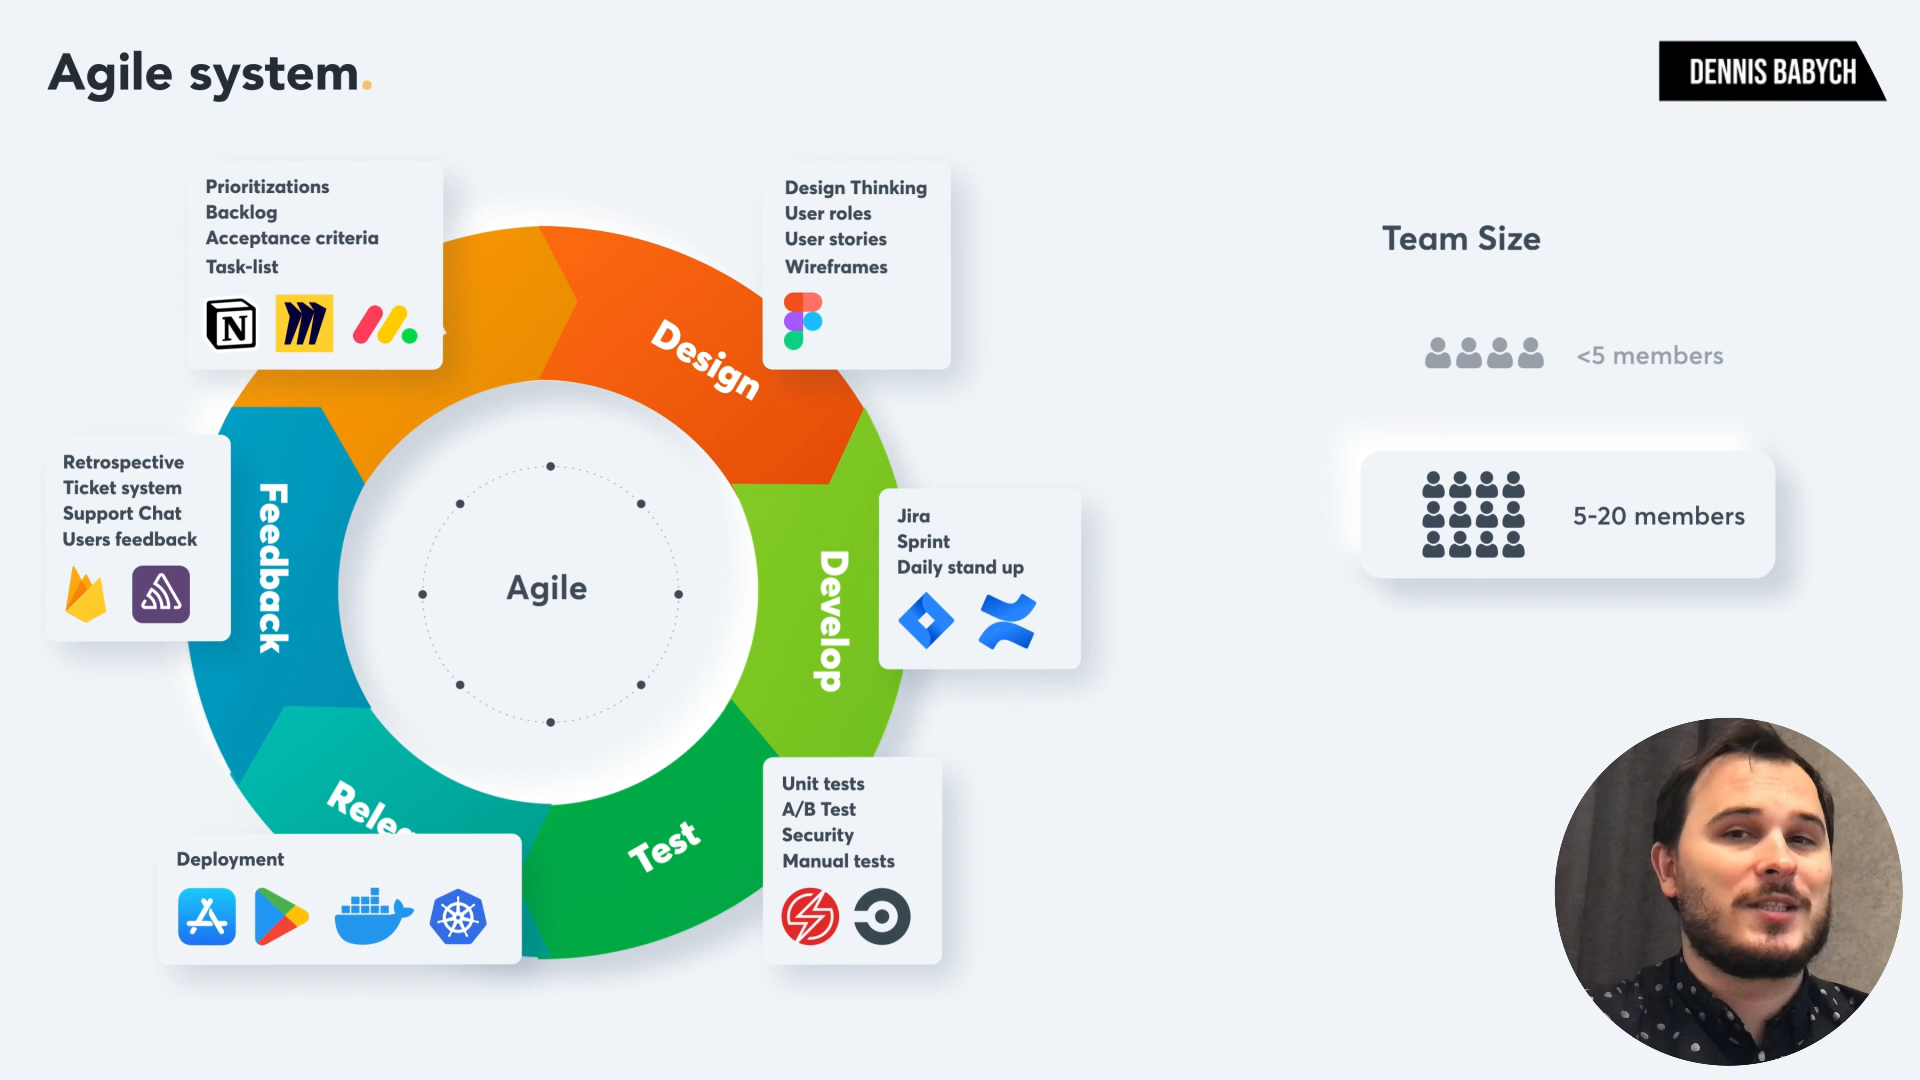 Agile system.
DENNIS BABYCH
Prioritizations
Backlog
Acceptance criteria
Task-list
N
Design Thinking
User roles
User stories
Wireframes
Design
Team Size
<5 members
5-20 members
Retrospective
Ticket system
Support Chat
Users feedback
Feedback
Agile
Develop
Jira
Sprint
Daily stand up
Test
Unit tests
A/B Test
Security
Manual tests
Deployment